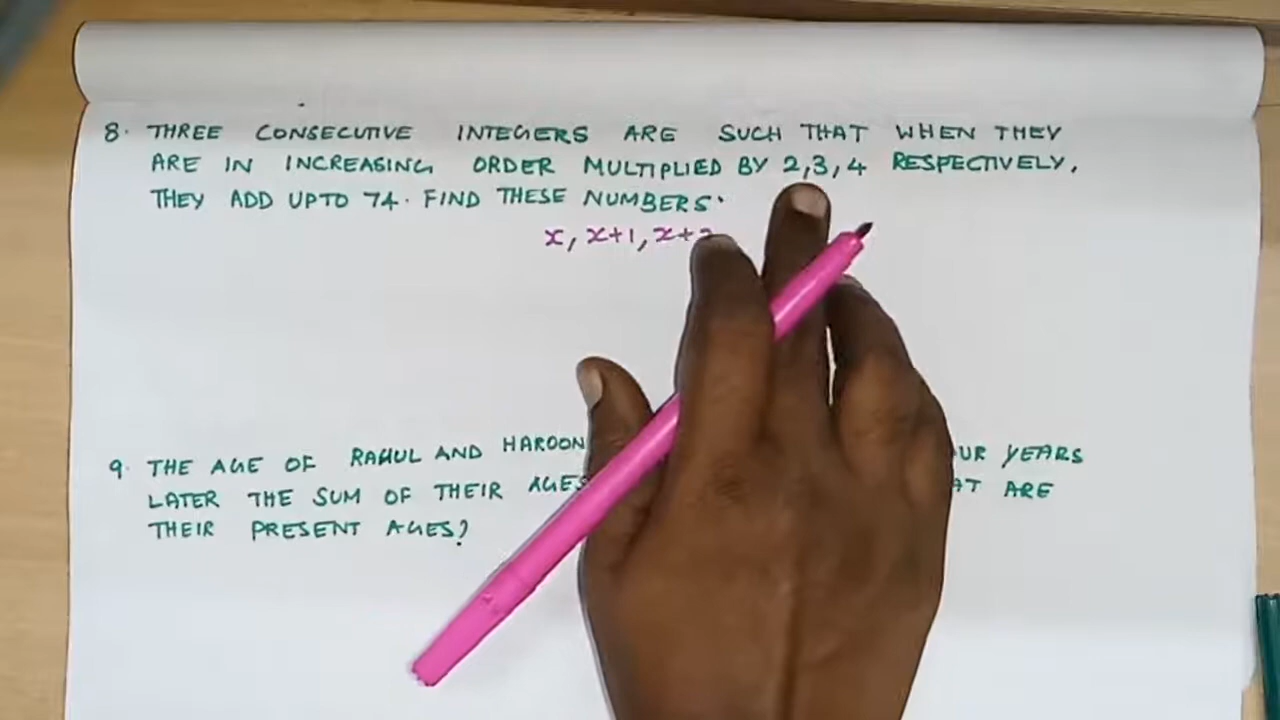 8. THREE CONSECUTIVE INTEGERS ARE SUCH THAT WHEN THEY
ARE IN INCREASING ORDER MULTIPLIED BY 2,3,4 RESPECTIVELY,
THEY ADD UPTO 74. FIND THESE NUMBERS.
x, x+1, x+2
9. THE AGE OF RAHUL AND HAROON YEARS
LATER THE SUM OF THEIR AGES ARE
THEIR PRESENT AGES?